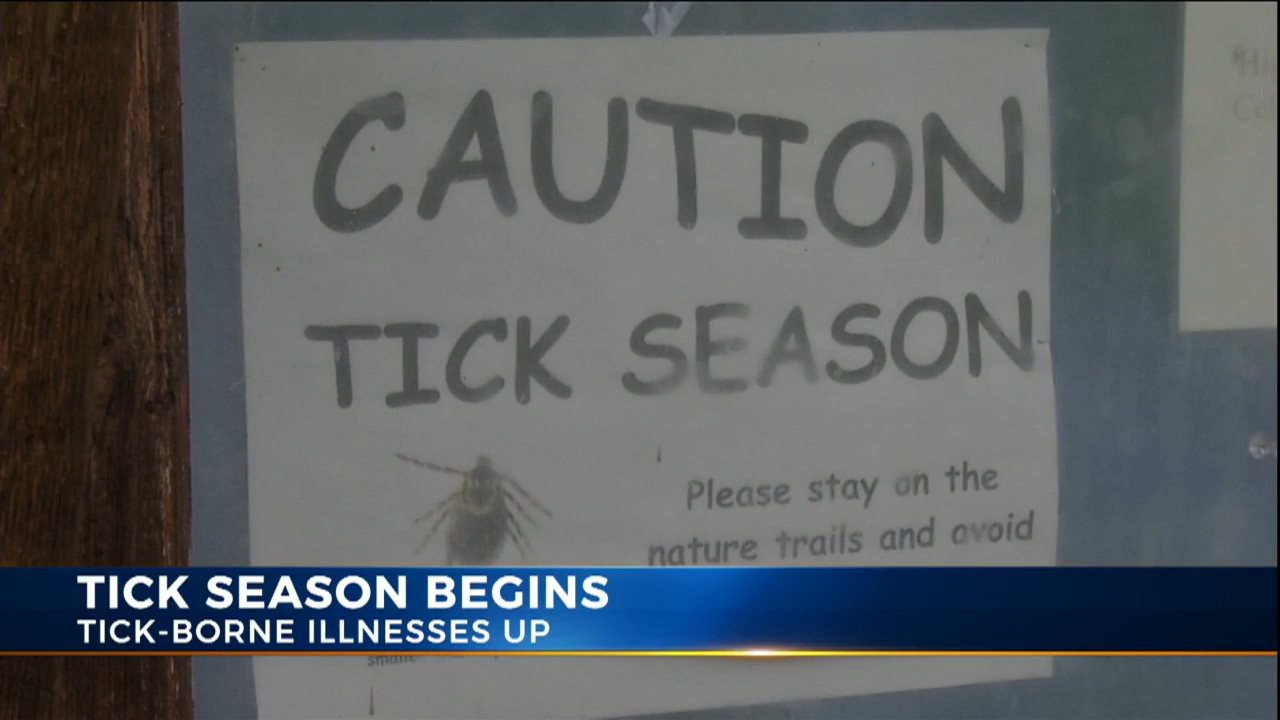 CAUTION
TICK SEASON
Please stay on the
nature trails and avoid
TICK SEASON BEGINS
TICK-BORNE ILLNESSES UP